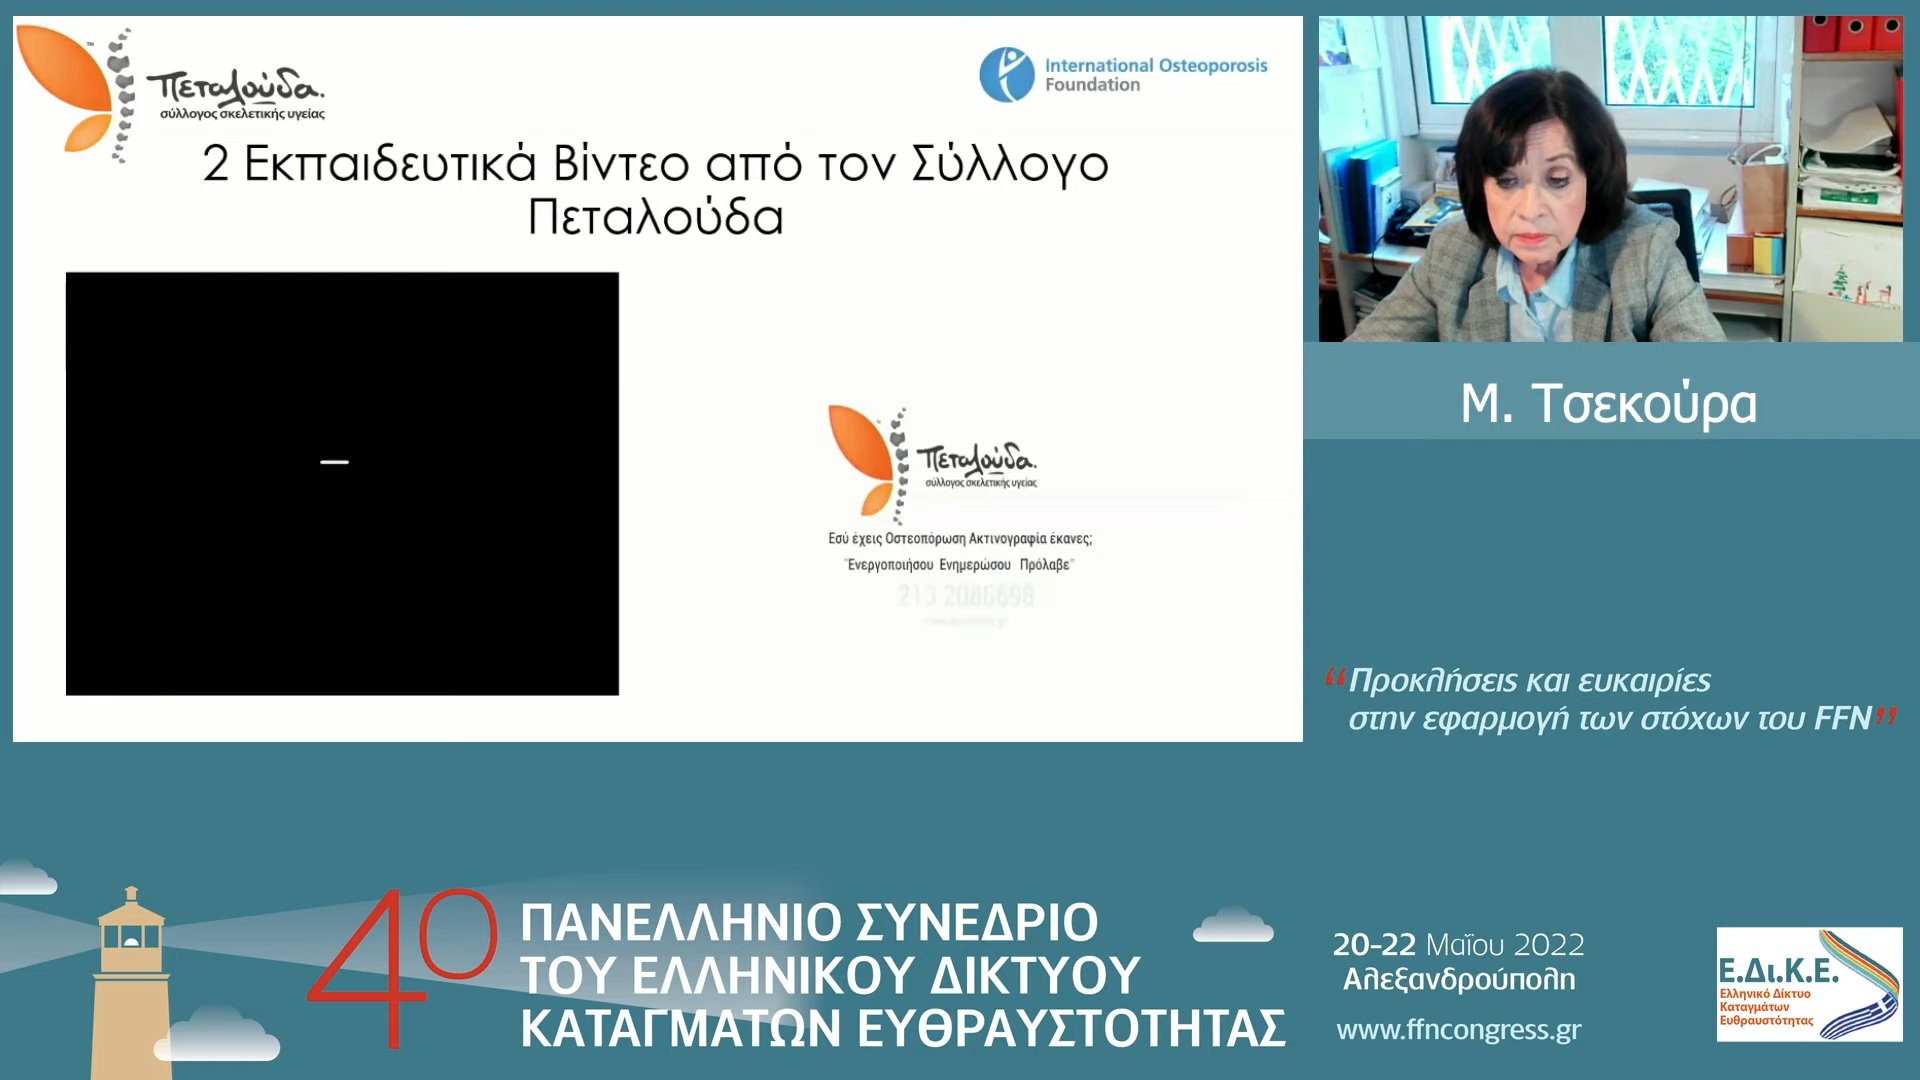 Πεταλούδα.
σύλλογος σκελετικής υγείας
International Osteoporosis
Foundation
2 Εκπαιδευτικά Βίντεο από τον Σύλλογο
Πεταλούδα
Πεταλούδα.
σύλλογος σκελετικής υγείας
Εσύ έχεις Οστεοπόρωση Ακτινογραφία έκανες;
"Ενεργοποιήσου Ενημερώσου Πρόλαβε"
Μ. Τσεκούρα
“Προκλήσεις και ευκαιρίες
στην εφαρμογή των στόχων του FFN”
4ο
ΠΑΝΕΛΛΗΝΙΟ ΣΥΝΕΔΡΙΟ
ΤΟΥ ΕΛΛΗΝΙΚΟΥ ΔΙΚΤΥΟΥ
ΚΑΤΑΓΜΑΤΩΝ ΕΥΘΡΑΥΣΤΟΤΗΤΑΣ
20-22 Μαΐου 2022
Αλεξανδρούπολη
www.ffncongress.gr
Ε.Δι.Κ.Ε.
Ελληνικό Δίκτυο
Καταγμάτων
Ευθραυστότητας